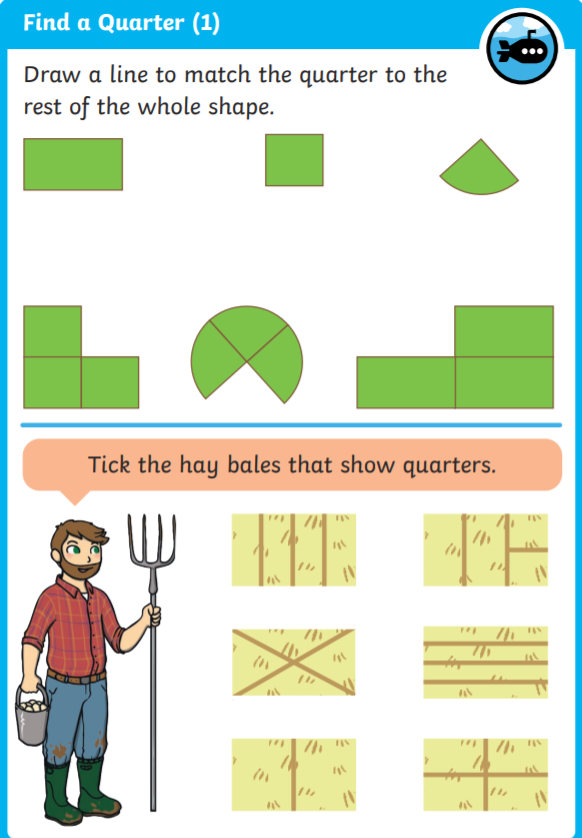 Find a Quarter (1)
Draw a line to match the quarter to the
rest of the whole shape.
Tick the hay bales that show quarters.